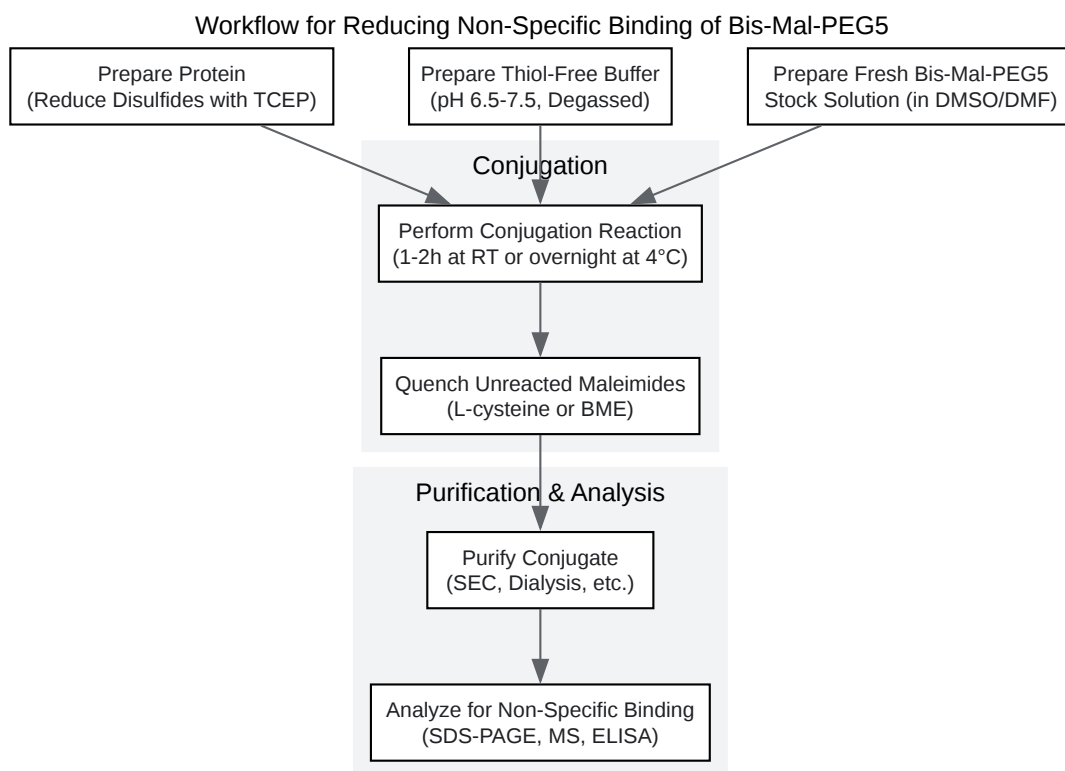 Workflow for Reducing Non-Specific Binding of Bis-Mal-PEG5
Prepare Protein
(Reduce Disulfides with TCEP)
Prepare Thiol-Free Buffer
(pH 6.5-7.5, Degassed)
Prepare Fresh Bis-Mal-PEG5
Stock Solution (in DMSO/DMF)
Conjugation
Perform Conjugation Reaction
(1-2h at RT or overnight at 4°C)
Quench Unreacted Maleimides
(L-cysteine or BME)
Purification & Analysis
Purify Conjugate
(SEC, Dialysis, etc.)
Analyze for Non-Specific Binding
(SDS-PAGE, MS, ELISA)